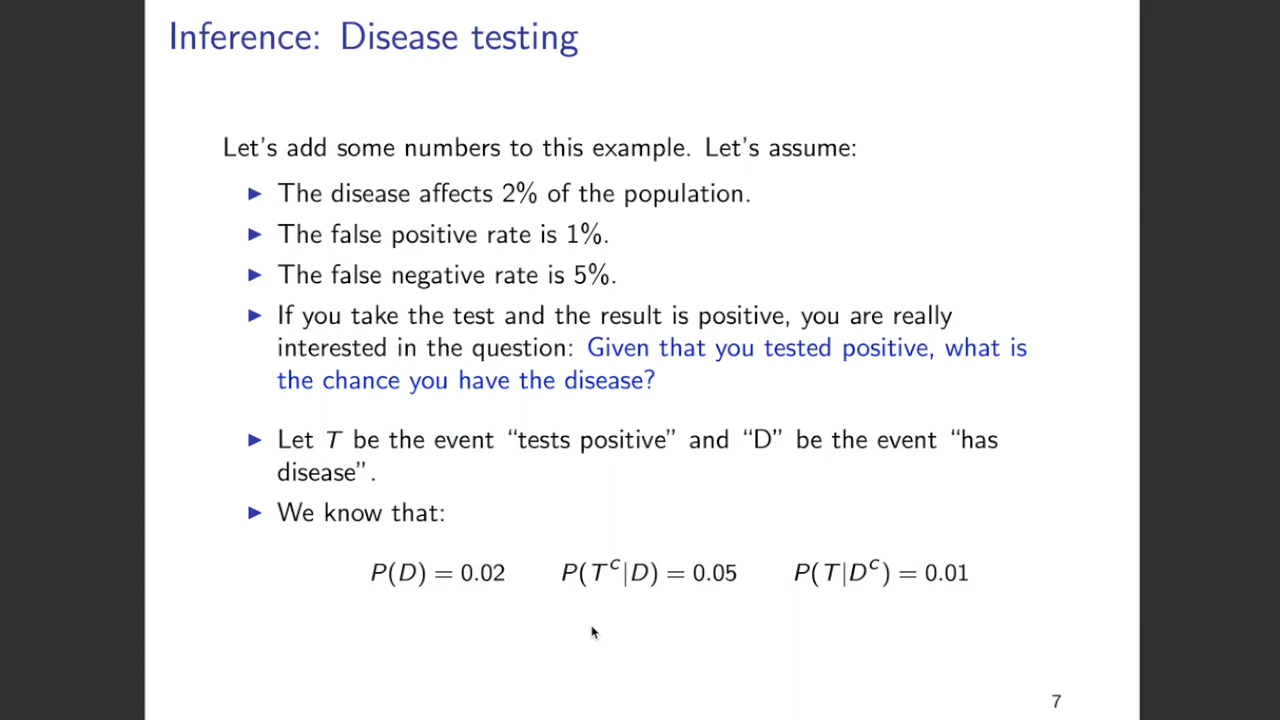 Inference: Disease testing
Let's add some numbers to this example. Let's assume:
▶ The disease affects 2% of the population.
▶ The false positive rate is 1%.
▶ The false negative rate is 5%.
▶ If you take the test and the result is positive, you are really
interested in the question: Given that you tested positive, what is
the chance you have the disease?
▶ Let T be the event “tests positive” and “D” be the event “has
disease”.
▶ We know that:
P(D) = 0.02 P(Tᶜ|D) = 0.05 P(T|Dᶜ) = 0.01
7